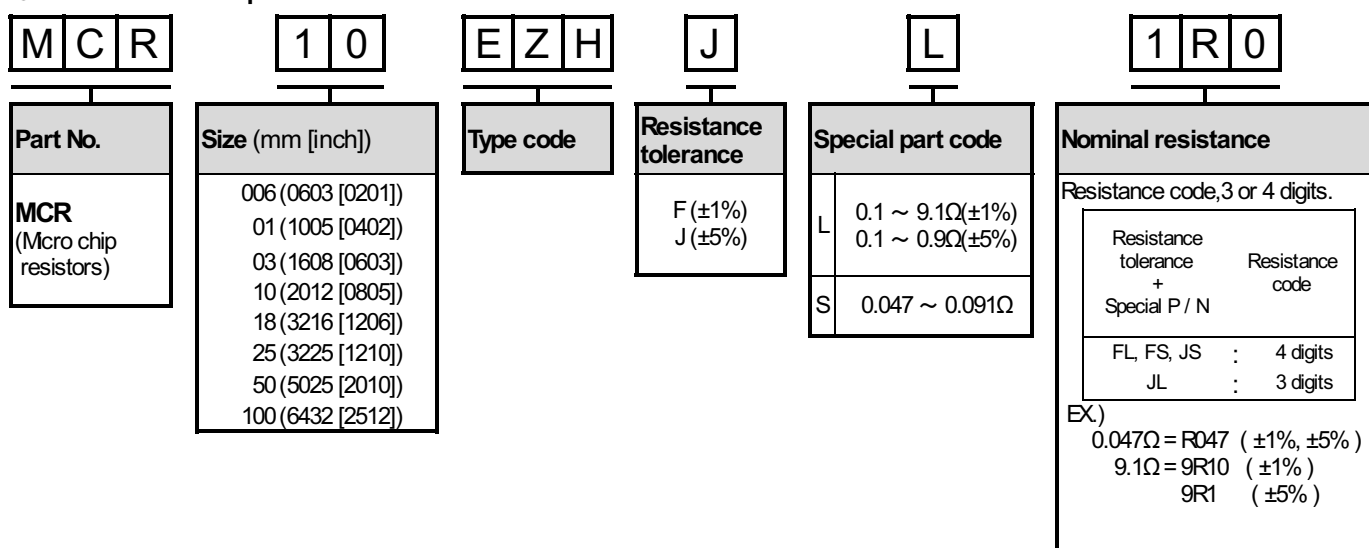 MCR 10 EZH J L 1R0
Part No.
MCR
(Micro chip
resistors)
Size (mm [inch])
006 (0603 [0201])
01 (1005 [0402])
03 (1608 [0603])
10 (2012 [0805])
18 (3216 [1206])
25 (3225 [1210])
50 (5025 [2010])
100 (6432 [2512])
Type code
Resistance
tolerance
F (±1%)
J (±5%)
Special part code
L 0.1 ~ 9.1Ω(±1%)
0.1 ~ 0.9Ω(±5%)
S 0.047 ~ 0.091Ω
Nominal resistance
Resistance code,3 or 4 digits.
Resistance
tolerance
+
Special P / N
Resistance
code
FL, FS, JS : 4 digits
JL : 3 digits
EX.)
0.047Ω = R047 ( ±1%, ±5% )
9.1Ω = 9R10 ( ±1% )
9R1 ( ±5% )